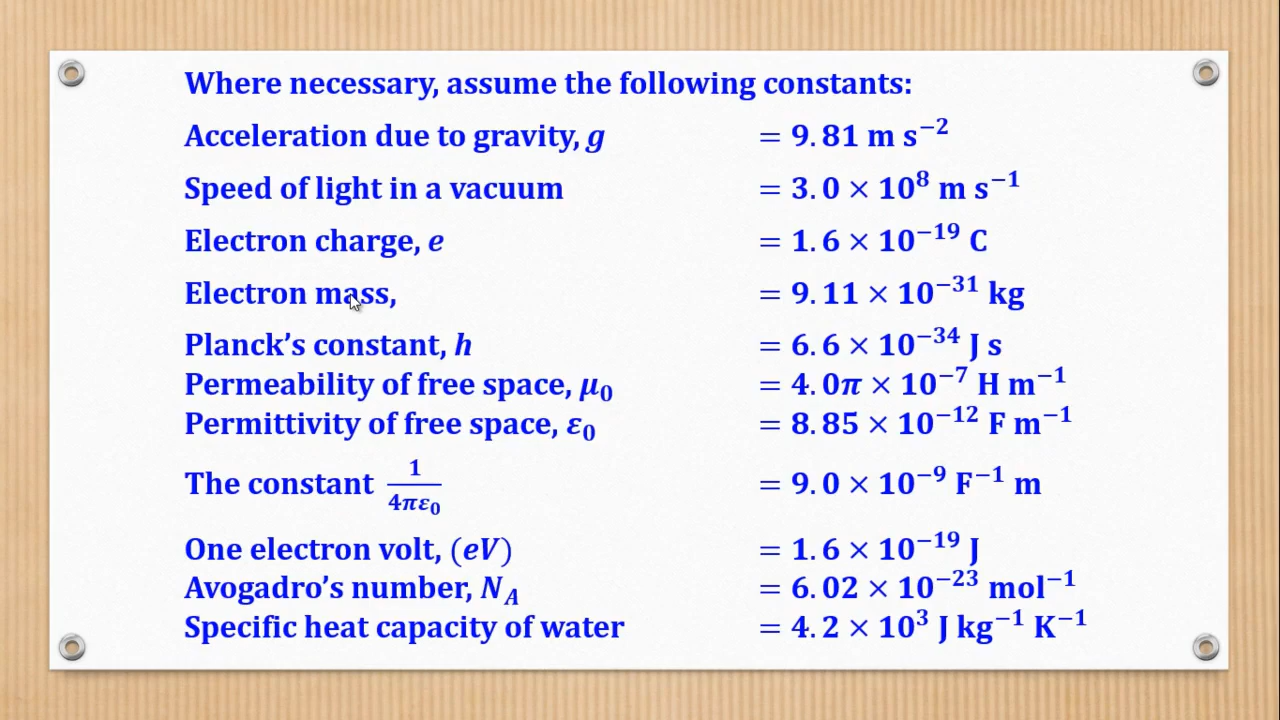 Where necessary, assume the following constants:
Acceleration due to gravity, g = 9.81 m s⁻²
Speed of light in a vacuum = 3.0 × 10⁸ m s⁻¹
Electron charge, e = 1.6 × 10⁻¹⁹ C
Electron mass, = 9.11 × 10⁻³¹ kg
Planck’s constant, h = 6.6 × 10⁻³⁴ J s
Permeability of free space, μ₀ = 4.0π × 10⁻⁷ H m⁻¹
Permittivity of free space, ε₀ = 8.85 × 10⁻¹² F m⁻¹
The constant 1/4πε₀ = 9.0 × 10⁻⁹ F⁻¹ m
One electron volt, (eV) = 1.6 × 10⁻¹⁹ J
Avogadro’s number, N_A = 6.02 × 10⁻²³ mol⁻¹
Specific heat capacity of water = 4.2 × 10³ J kg⁻¹ K⁻¹